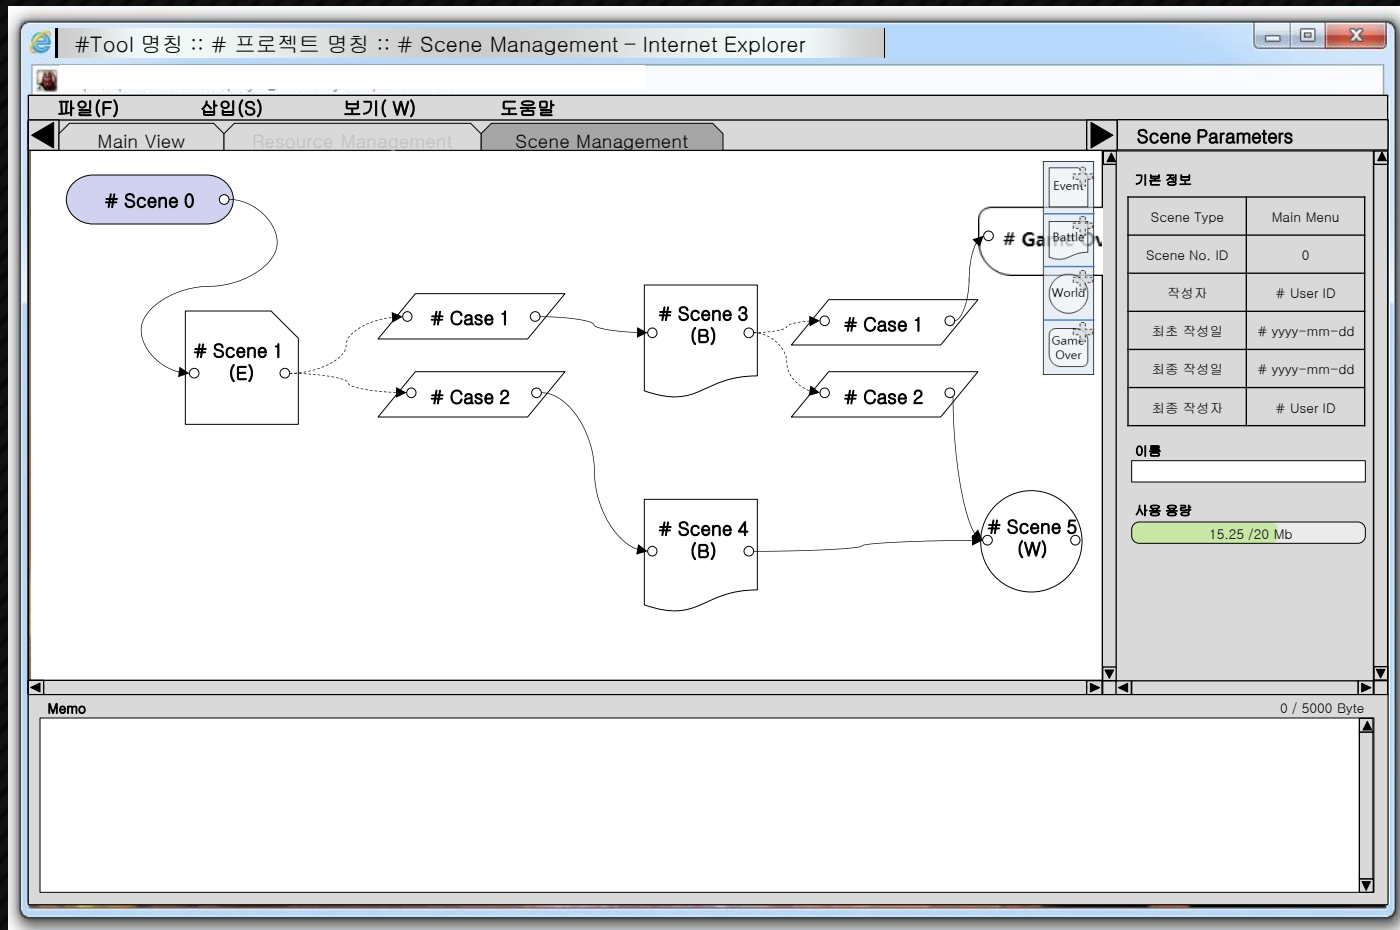 #Tool 명칭 :: # 프로젝트 명칭 :: # Scene Management – Internet Explorer
파일(F) 삽입(S) 보기( W) 도움말
Main View Resource Management Scene Management
# Scene 0
# Scene 1
(E)
# Case 1
# Case 2
# Scene 3
(B)
# Scene 4
(B)
# Case 1
# Case 2
# Scene 5
(W)
Event
Battle
World
Game
Over
Scene Parameters
기본 정보
Scene Type Main Menu
Scene No. ID 0
작성자 # User ID
최초 작성일 # yyyy-mm-dd
최종 작성일 # yyyy-mm-dd
최종 작성자 # User ID
이름
사용 용량
15.25 /20 Mb
Memo 0 / 5000 Byte